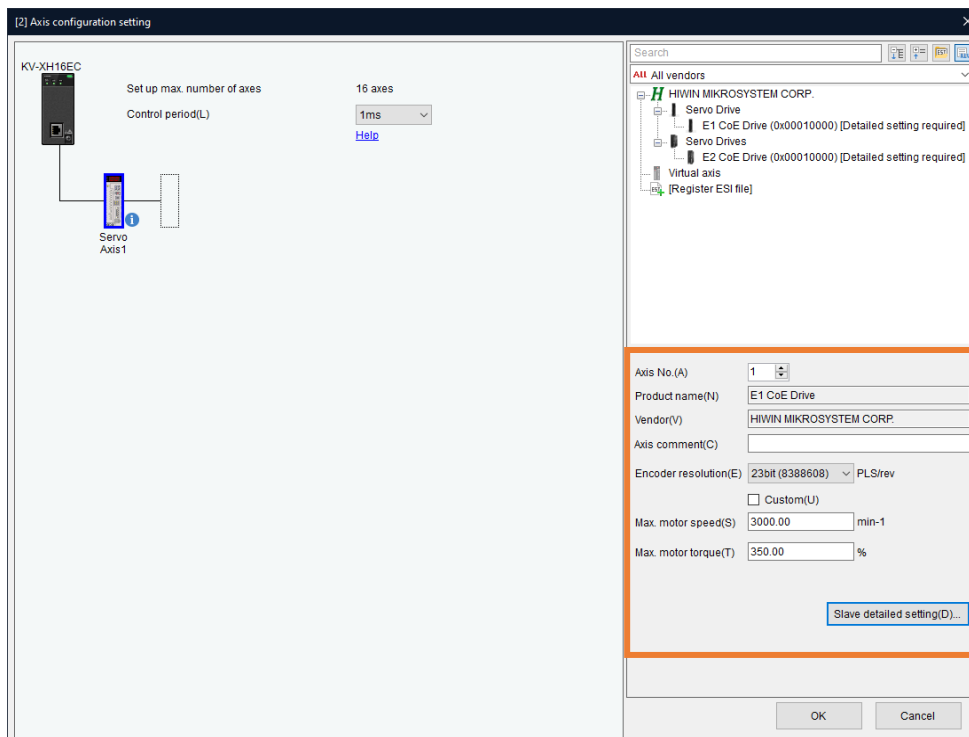 [2] Axis configuration setting
KV-XH16EC
Set up max. number of axes 16 axes
Control period(L) 1ms
Help
Servo
Axis1
Search
All All vendors
HIWIN MIKROSYSTEM CORP.
Servo Drive
E1 CoE Drive (0x00010000) [Detailed setting required]
Servo Drives
E2 CoE Drive (0x00010000) [Detailed setting required]
Virtual axis
[Register ESI file]
Axis No.(A) 1
Product name(N) E1 CoE Drive
Vendor(V) HIWIN MIKROSYSTEM CORP.
Axis comment(C)
Encoder resolution(E) 23bit (8388608) PLS/rev
Custom(U)
Max. motor speed(S) 3000.00 min-1
Max. motor torque(T) 350.00 %
Slave detailed setting(D)...
OK Cancel